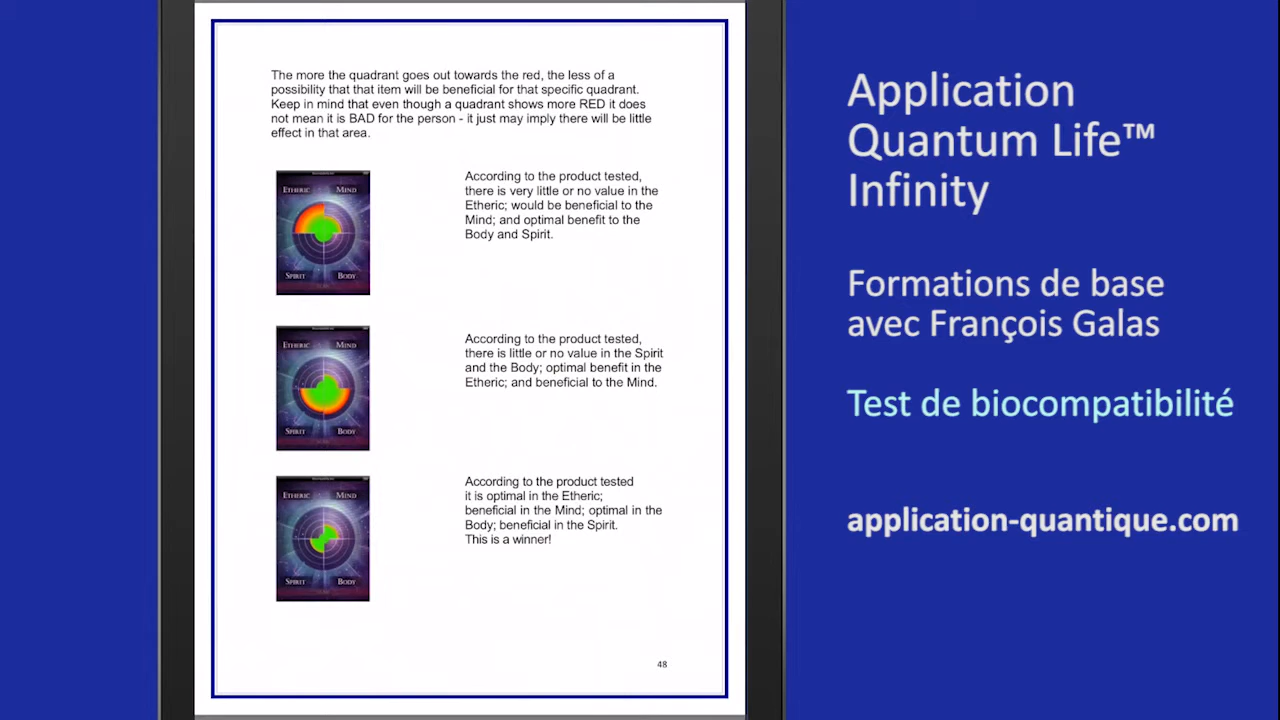 The more the quadrant goes out towards the red, the less of a
possibility that that item will be beneficial for that specific quadrant.
Keep in mind that even though a quadrant shows more RED it does
not mean it is BAD for the person - it just may imply there will be little
effect in that area.
ETHERIC MIND
SPIRIT BODY
According to the product tested,
there is very little or no value in the
Etheric; would be beneficial to the
Mind; and optimal benefit to the
Body and Spirit.
ETHERIC MIND
SPIRIT BODY
According to the product tested,
there is little or no value in the Spirit
and the Body; optimal benefit in the
Etheric; and beneficial to the Mind.
ETHERIC MIND
SPIRIT BODY
According to the product tested
it is optimal in the Etheric;
beneficial in the Mind; optimal in the
Body; beneficial in the Spirit.
This is a winner!
48
Application
Quantum Life™
Infinity
Formations de base
avec François Galas
Test de biocompatibilité
application-quantique.com